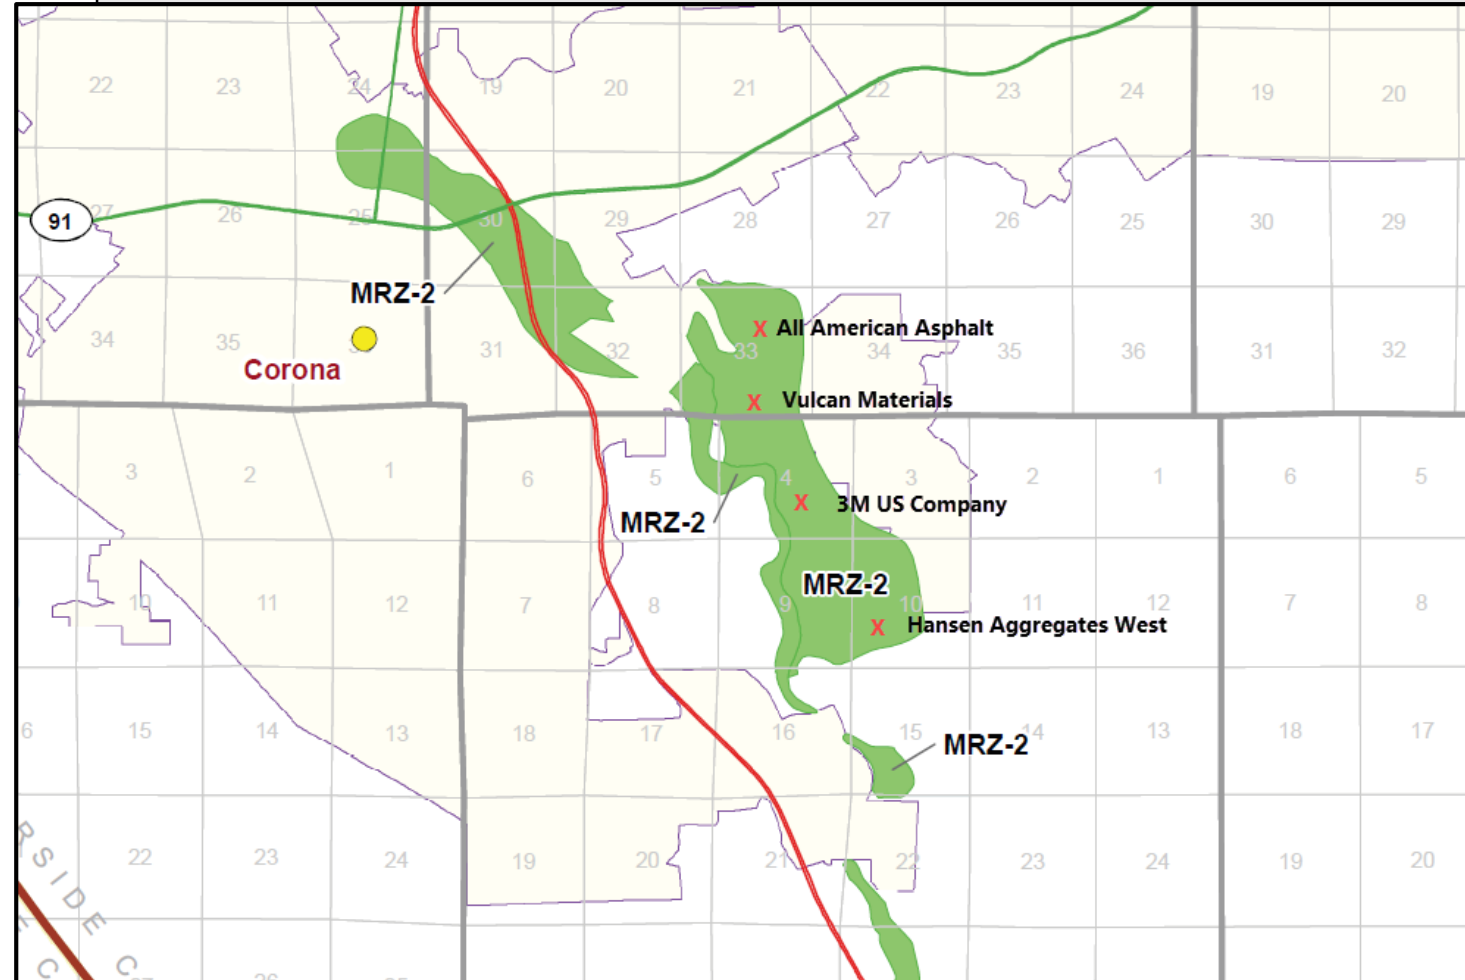 22 23 24 19 20 21 22 23 24 19 20
91 27 26 25 30 29 28 27 26 25 30 29
MRZ-2
All American Asphalt
34 35 31 32 33 34 35 36 31 32
Corona
Vulcan Materials
3 2 1 6 5 4 3 2 1 6 5
3M US Company
MRZ-2
MRZ-2
10 11 12 7 8 9 10 11 12 7 8
Hansen Aggregates West
6 15 14 13 18 17 16 15 14 13 18 17
MRZ-2
RSIDE C
22 23 24 19 20 21 22 23 24 19 20
E C